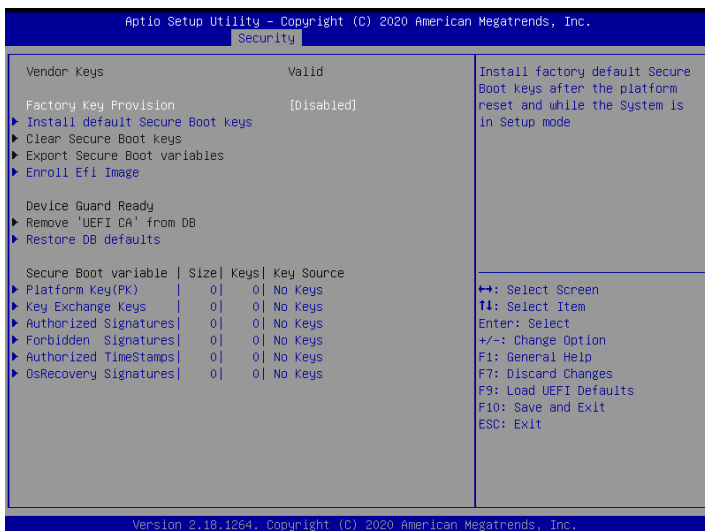 Aptio Setup Utility – Copyright (C) 2020 American Megatrends, Inc.
Security
Vendor Keys Valid
Factory Key Provision [Disabled]
▶ Install default Secure Boot keys
▶ Clear Secure Boot keys
▶ Export Secure Boot variables
▶ Enroll Efi Image
Device Guard Ready
▶ Remove 'UEFI CA' from DB
▶ Restore DB defaults
Secure Boot variable | Size| Keys| Key Source
▶ Platform Key(PK) | 0| 0| No Keys
▶ Key Exchange Keys | 0| 0| No Keys
▶ Authorized Signatures| 0| 0| No Keys
▶ Forbidden Signatures| 0| 0| No Keys
▶ Authorized TimeStamps| 0| 0| No Keys
▶ OsRecovery Signatures| 0| 0| No Keys
Install factory default Secure
Boot keys after the platform
reset and while the System is
in Setup mode
↔: Select Screen
↑↓: Select Item
Enter: Select
+/-: Change Option
F1: General Help
F7: Discard Changes
F9: Load UEFI Defaults
F10: Save and Exit
ESC: Exit
Version 2.18.1264. Copyright (C) 2020 American Megatrends, Inc.